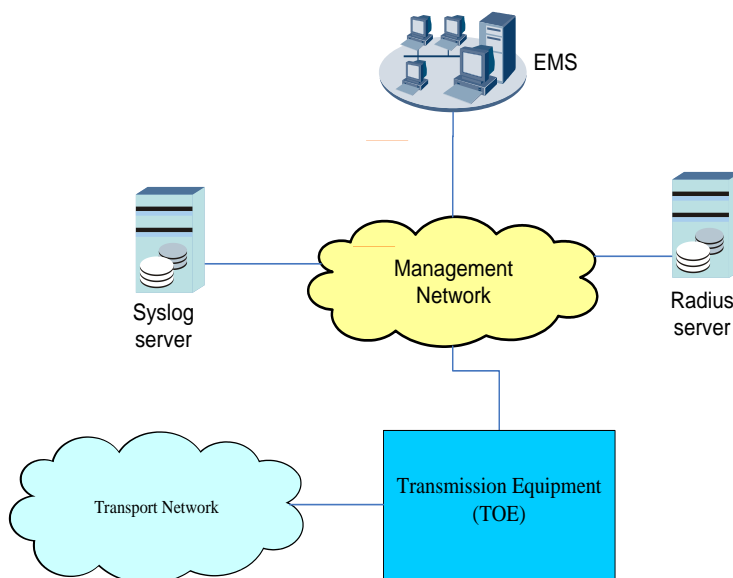 EMS
Management
Network
Syslog
server
Radius
server
Transmission Equipment
(TOE)
Transport Network